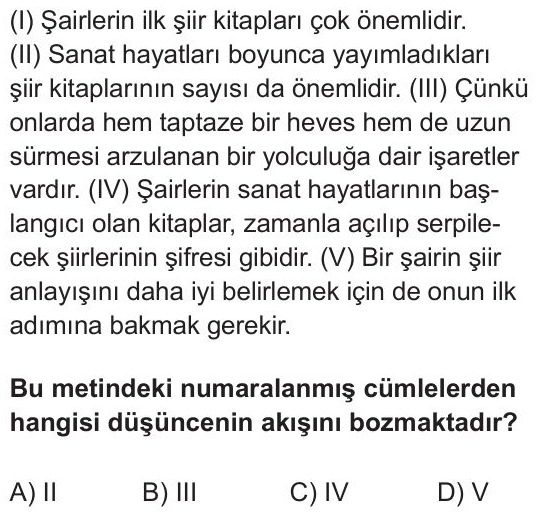 (I) Şairlerin ilk şiir kitapları çok önemlidir.
(II) Sanat hayatları boyunca yayımladıkları
şiir kitaplarının sayısı da önemlidir. (III) Çünkü
onlarda hem taptaze bir heves hem de uzun
sürmesi arzulanan bir yolculuğa dair işaretler
vardır. (IV) Şairlerin sanat hayatlarının baş-
langıcı olan kitaplar, zamanla açılıp serpile-
cek şiirlerinin şifresi gibidir. (V) Bir şairin şiir
anlayışını daha iyi belirlemek için de onun ilk
adımına bakmak gerekir.
Bu metindeki numaralanmış cümlelerden
hangisi düşüncenin akışını bozmaktadır?
A) II B) III C) IV D) V